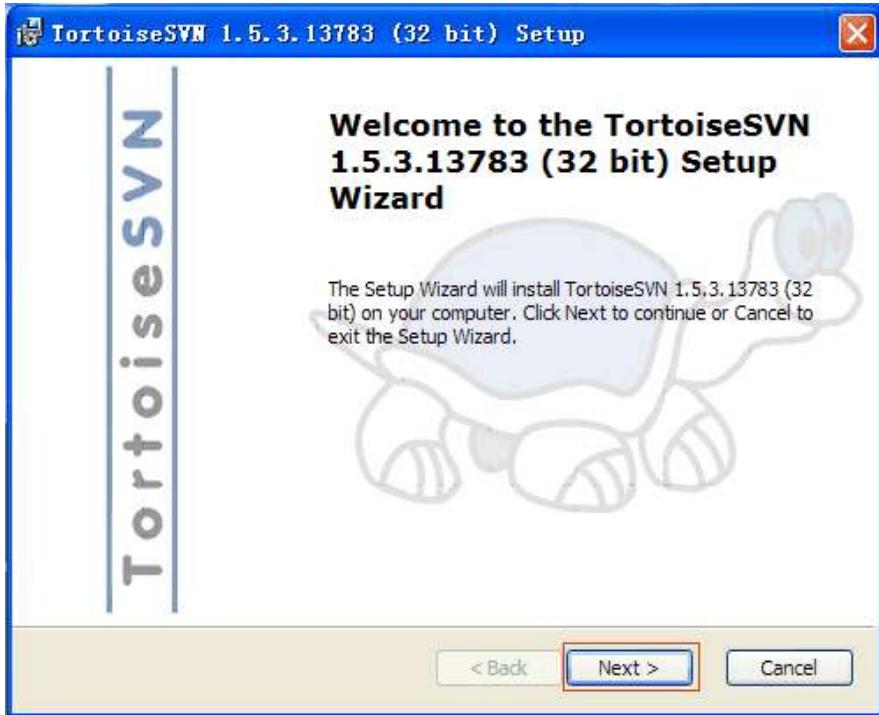 TortoiseSVN 1.5.3.13783 (32 bit) Setup
TortoiseSVN
Welcome to the TortoiseSVN
1.5.3.13783 (32 bit) Setup
Wizard
The Setup Wizard will install TortoiseSVN 1.5.3.13783 (32
bit) on your computer. Click Next to continue or Cancel to
exit the Setup Wizard.
< Back
Next >
Cancel